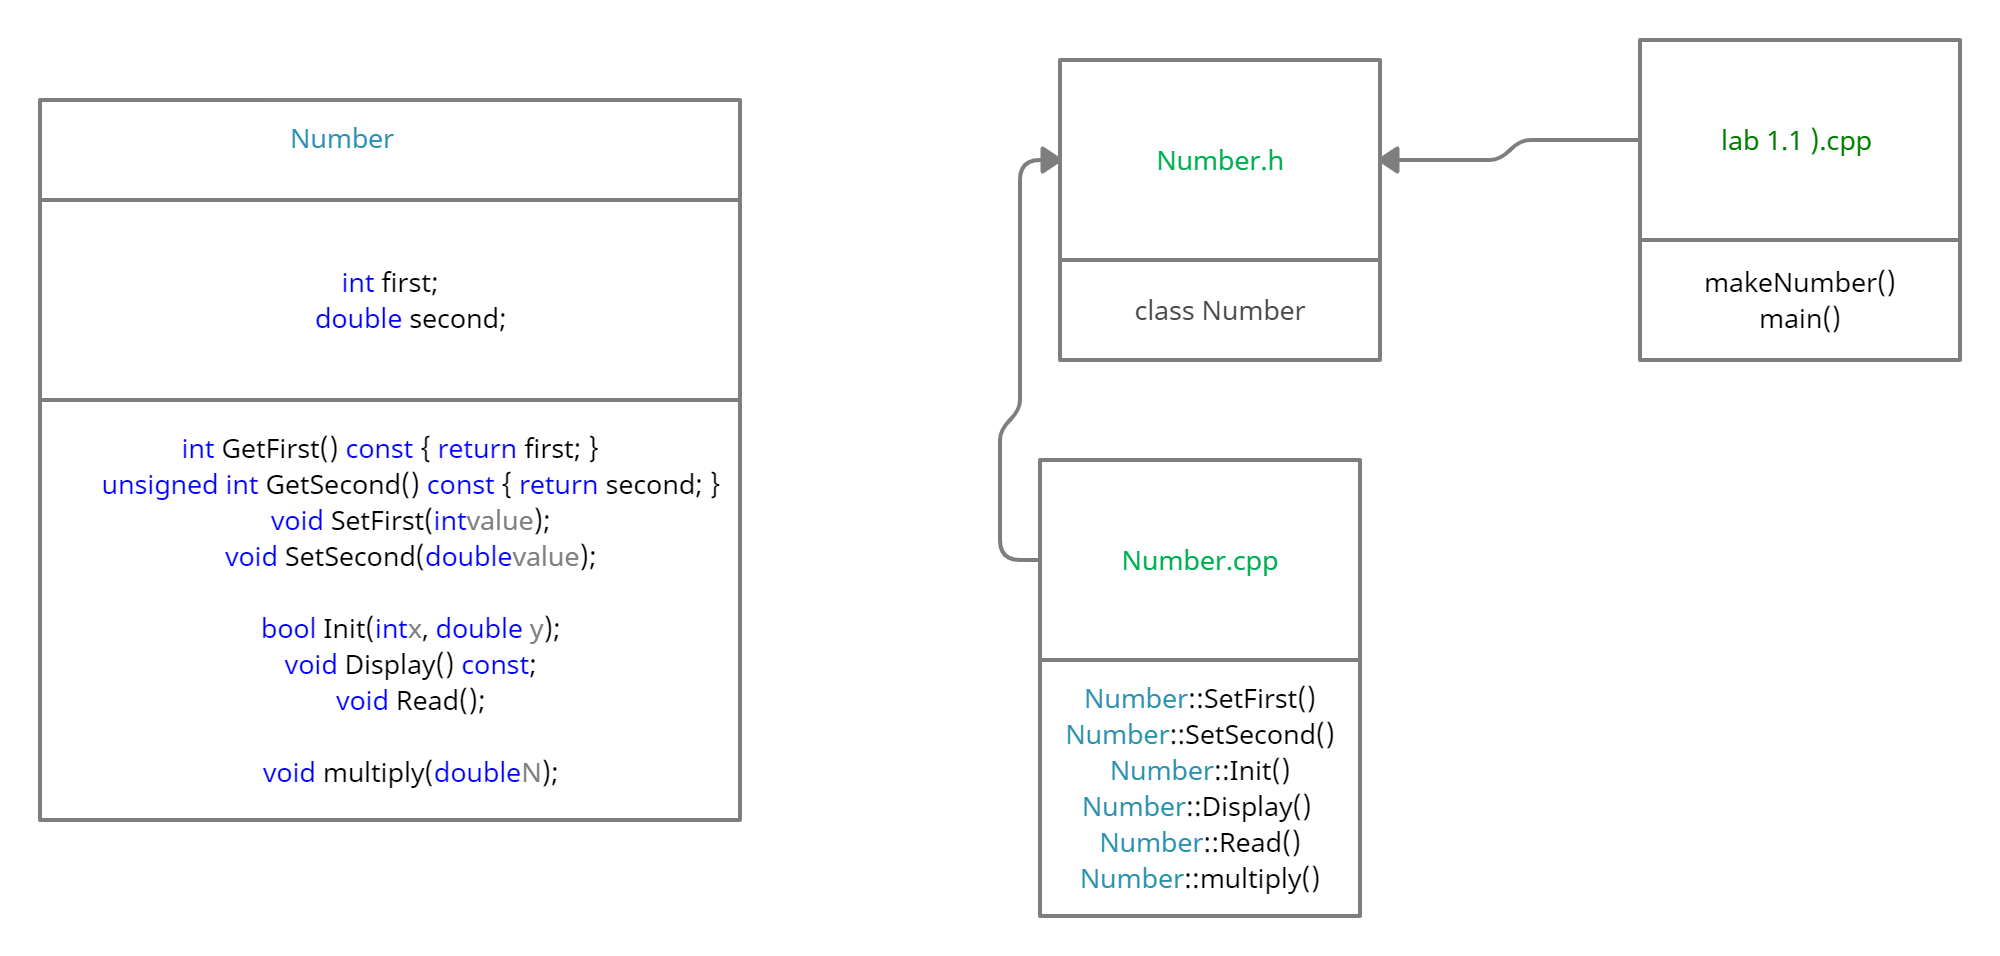 Number
int first;
double second;
int GetFirst() const { return first; }
unsigned int GetSecond() const { return second; }
void SetFirst(intvalue);
void SetSecond(doublevalue);
bool Init(intx, double y);
void Display() const;
void Read();
void multiply(doubleN);
Number.h
class Number
lab 1.1 ).cpp
makeNumber()
main()
Number.cpp
Number::SetFirst()
Number::SetSecond()
Number::Init()
Number::Display()
Number::Read()
Number::multiply()